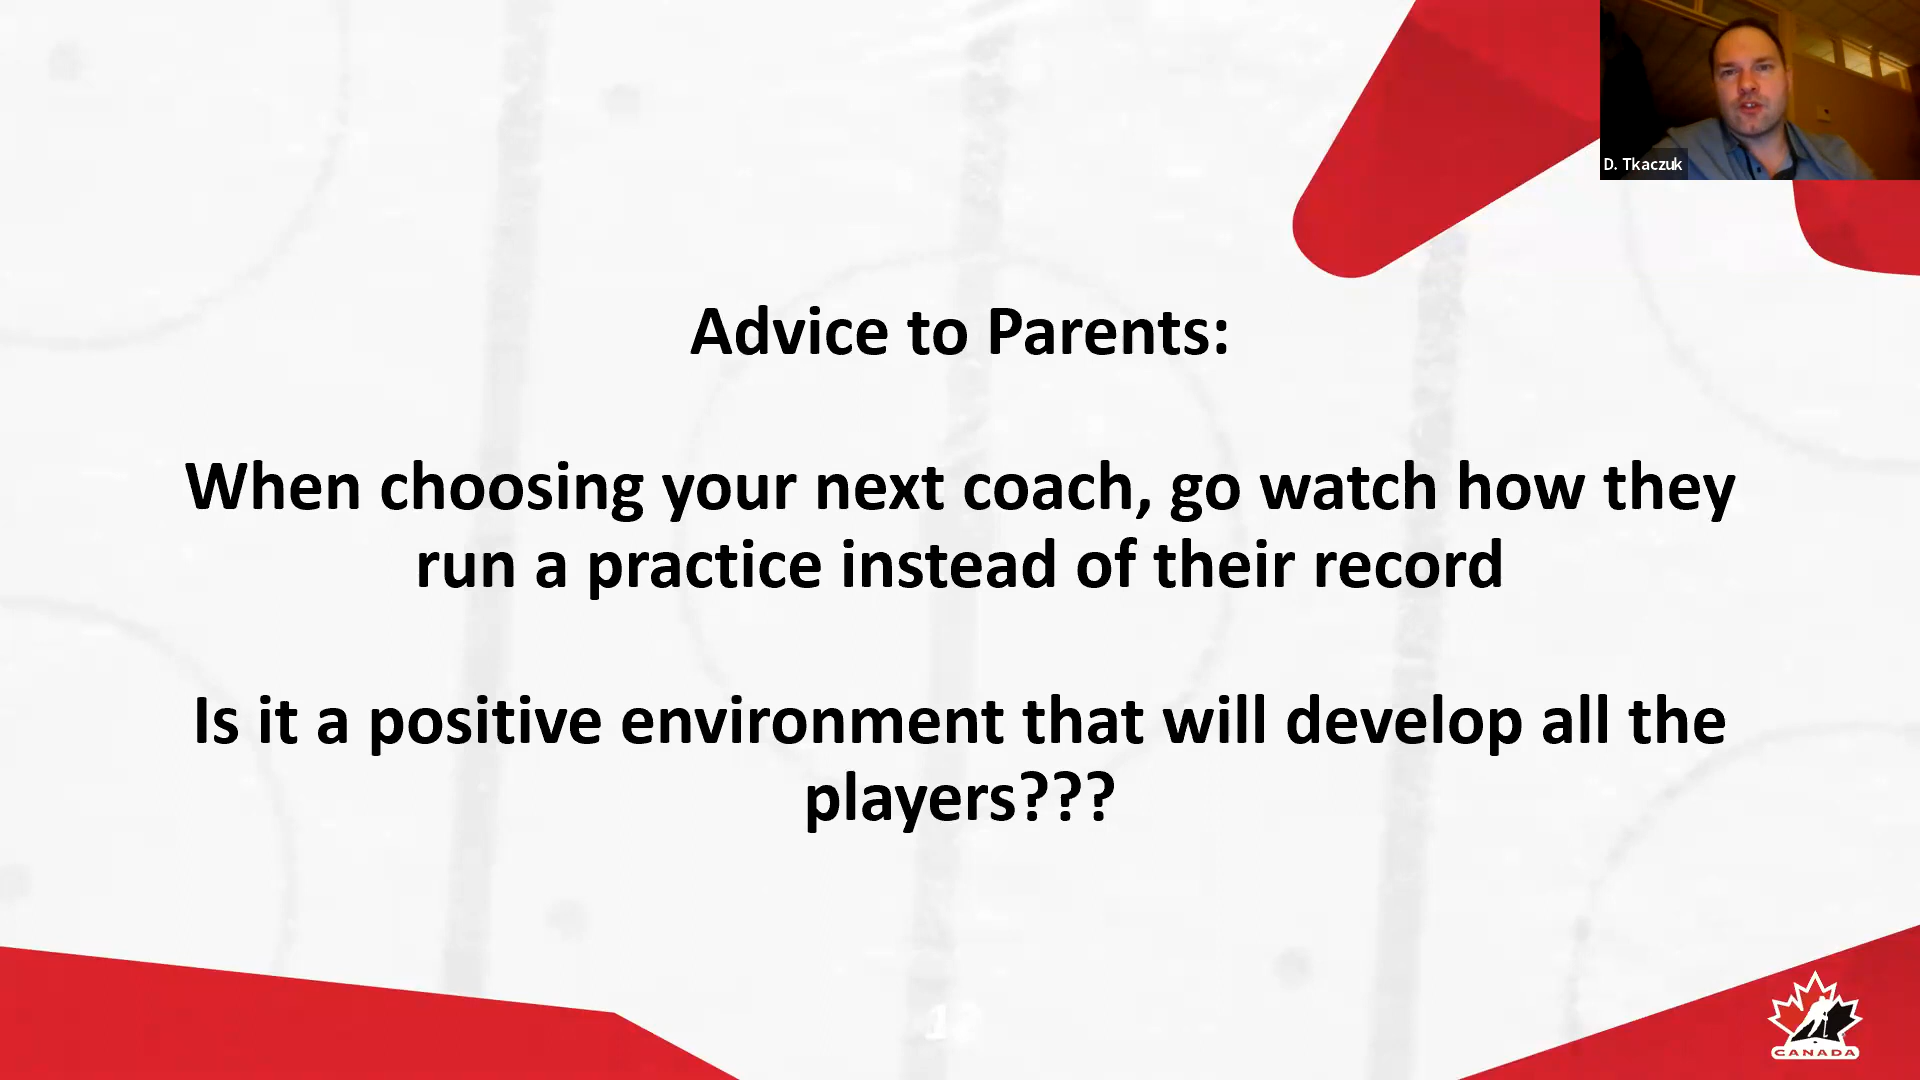 D. Tkaczuk
Advice to Parents:
When choosing your next coach, go watch how they
run a practice instead of their record
Is it a positive environment that will develop all the
players???
12
CANADA